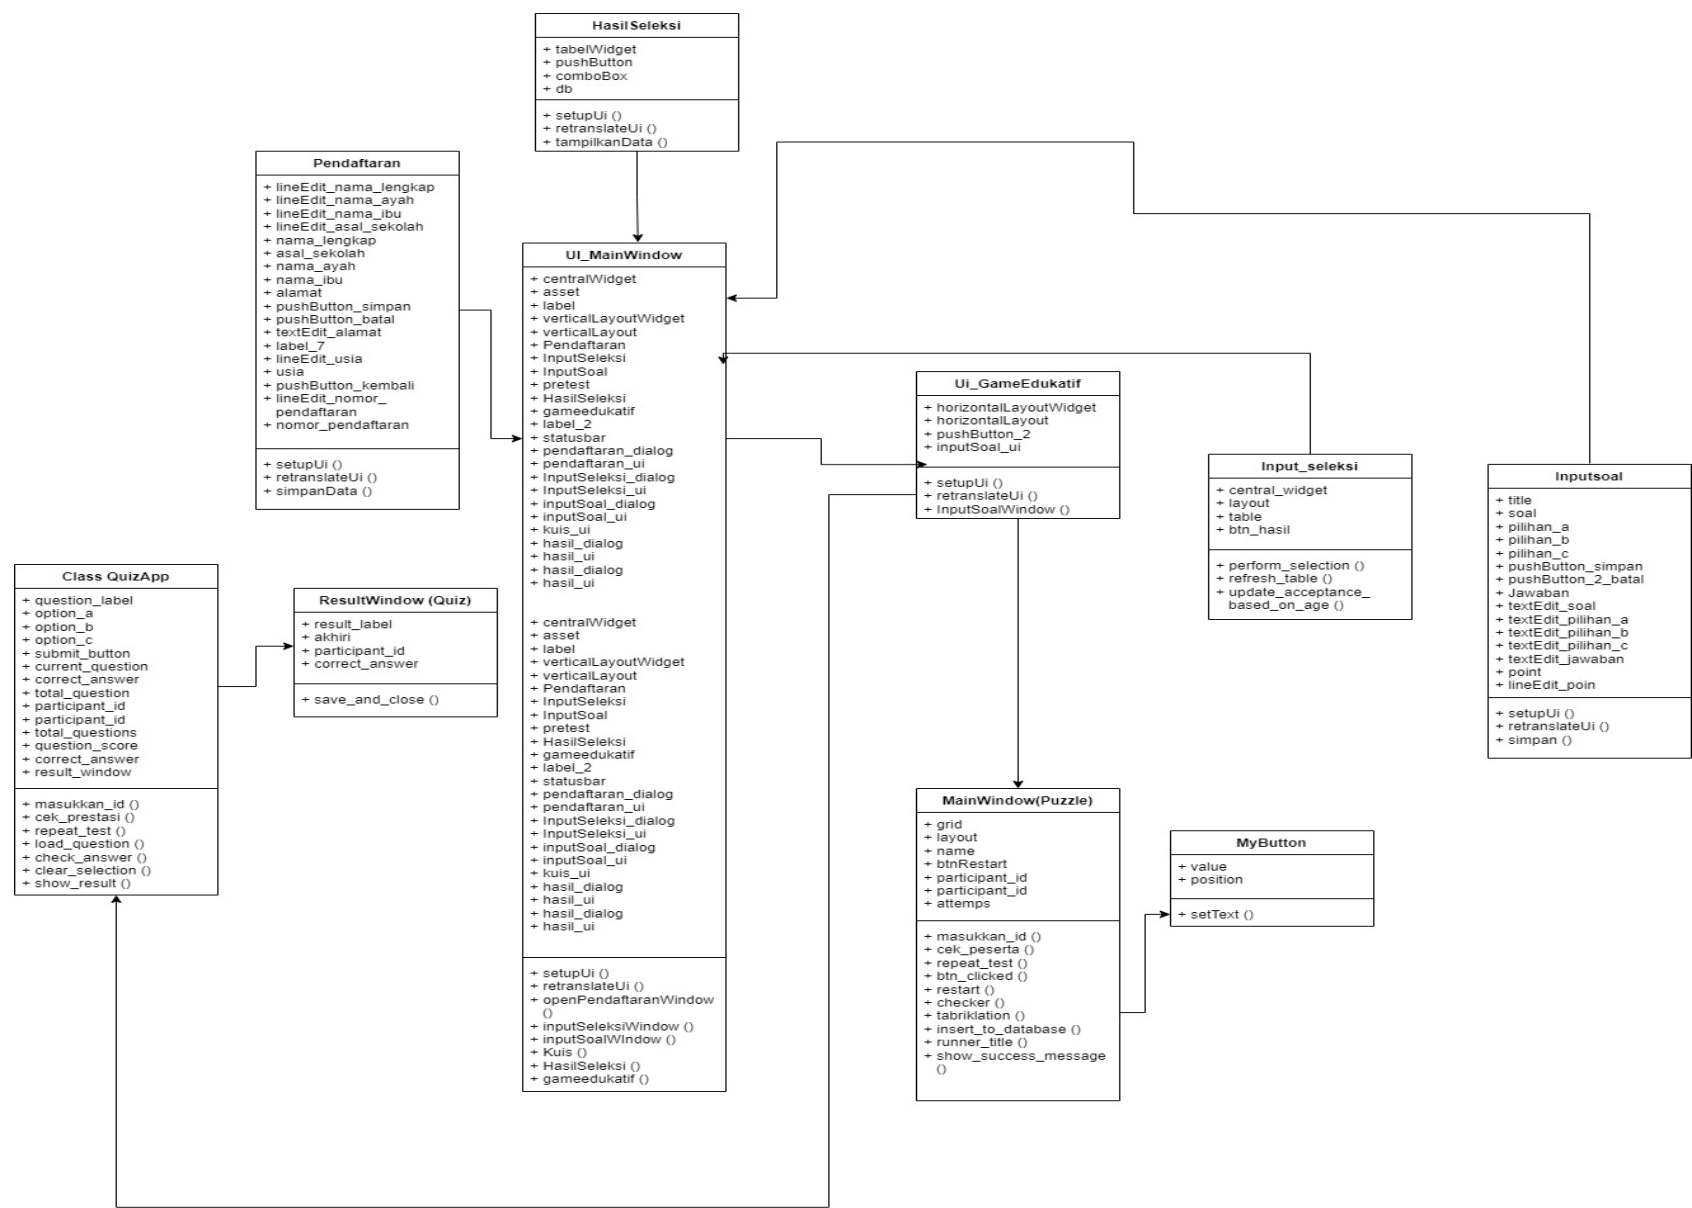 HasilSeleksi
+ tabelWidget
+ pushButton
+ comboBox
+ db
+ setupUi ()
+ retranslateUi ()
+ tampilkanData ()
Pendaftaran
+ lineEdit_nama_lengkap
+ lineEdit_nama_ayah
+ lineEdit_nama_ibu
+ lineEdit_asal_sekolah
+ nama_lengkap
+ asal_sekolah
+ nama_ayah
+ nama_ibu
+ alamat
+ pushButton_simpan
+ pushButton_batal
+ textEdit_alamat
+ label_7
+ lineEdit_usia
+ usia
+ pushButton_kembali
+ lineEdit_nomor_
pendaftaran
+ nomor_pendaftaran
+ setupUi ()
+ retranslateUi ()
+ simpanData ()
UI_MainWindow
+ centralWidget
+ asset
+ label
+ verticalLayoutWidget
+ verticalLayout
+ Pendaftaran
+ InputSeleksi
+ InputSoal
+ pretest
+ HasilSeleksi
+ gameedukatif
+ label_2
+ statusbar
+ pendaftaran_dialog
+ pendaftaran_ui
+ InputSeleksi_dialog
+ InputSeleksi_ui
+ inputSoal_dialog
+ inputSoal_ui
+ kuis_ui
+ hasil_dialog
+ hasil_ui
+ hasil_dialog
+ hasil_ui
+ centralWidget
+ asset
+ label
+ verticalLayoutWidget
+ verticalLayout
+ Pendaftaran
+ InputSeleksi
+ InputSoal
+ pretest
+ HasilSeleksi
+ gameedukatif
+ label_2
+ statusbar
+ pendaftaran_dialog
+ pendaftaran_ui
+ InputSeleksi_dialog
+ InputSeleksi_ui
+ inputSoal_dialog
+ inputSoal_ui
+ kuis_ui
+ hasil_dialog
+ hasil_ui
+ hasil_dialog
+ hasil_ui
+ setupUi ()
+ retranslateUi ()
+ openPendaftaranWindow
()
+ inputSeleksiWindow ()
+ inputSoalWIndow ()
+ Kuis ()
+ HasilSeleksi ()
+ gameedukatif ()
Ui_GameEdukatif
+ horizontalLayoutWidget
+ horizontalLayout
+ pushButton_2
+ inputSoal_ui
+ setupUi ()
+ retranslateUi ()
+ InputSoalWindow ()
Input_seleksi
+ central_widget
+ layout
+ table
+ btn_hasil
+ perform_selection ()
+ refresh_table ()
+ update_acceptance_
based_on_age ()
Inputsoal
+ title
+ soal
+ pilihan_a
+ pilihan_b
+ pilihan_c
+ pushButton_simpan
+ pushButton_2_batal
+ Jawaban
+ textEdit_soal
+ textEdit_pilihan_a
+ textEdit_pilihan_b
+ textEdit_pilihan_c
+ textEdit_jawaban
+ point
+ lineEdit_poin
+ setupUi ()
+ retranslateUi ()
+ simpan ()
Class QuizApp
+ question_label
+ option_a
+ option_b
+ option_c
+ submit_button
+ current_question
+ correct_answer
+ total_question
+ participant_id
+ participant_id
+ total_questions
+ question_score
+ correct_answer
+ result_window
+ masukkan_id ()
+ cek_prestasi ()
+ repeat_test ()
+ load_question ()
+ check_answer ()
+ clear_selection ()
+ show_result ()
ResultWindow (Quiz)
+ result_label
+ akhiri
+ participant_id
+ correct_answer
+ save_and_close ()
MainWindow(Puzzle)
+ grid
+ layout
+ name
+ btnRestart
+ participant_id
+ participant_id
+ attemps
+ masukkan_id ()
+ cek_peserta ()
+ repeat_test ()
+ btn_clicked ()
+ restart ()
+ checker ()
+ tabriklation ()
+ insert_to_database ()
+ runner_title ()
+ show_success_message
()
MyButton
+ value
+ position
+ setText ()